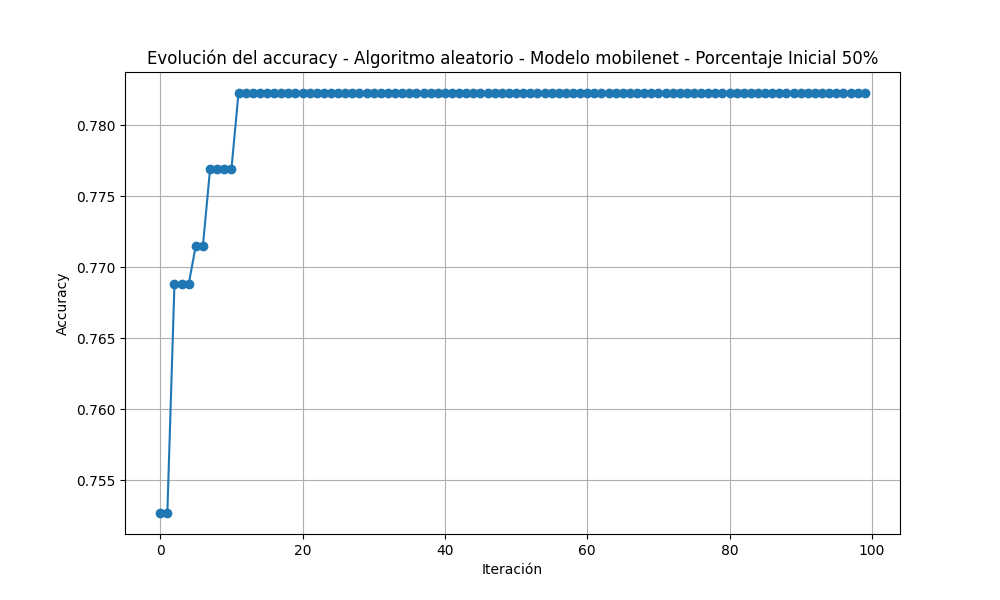 Evolución del accuracy - Algoritmo aleatorio - Modelo mobilenet - Porcentaje Inicial 50%
0.780
0.775
0.770
0.765
0.760
0.755
Accuracy
0 20 40 60 80 100
Iteración